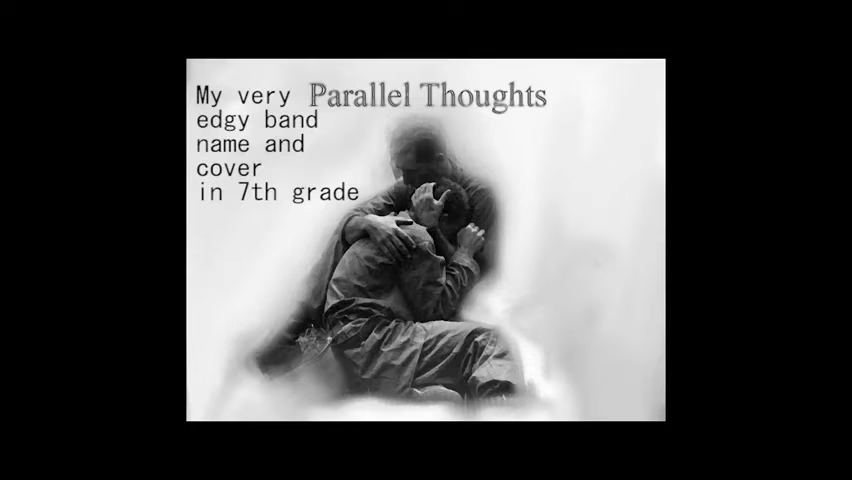 My very
edgy band
name and
cover
in 7th grade
Parallel Thoughts